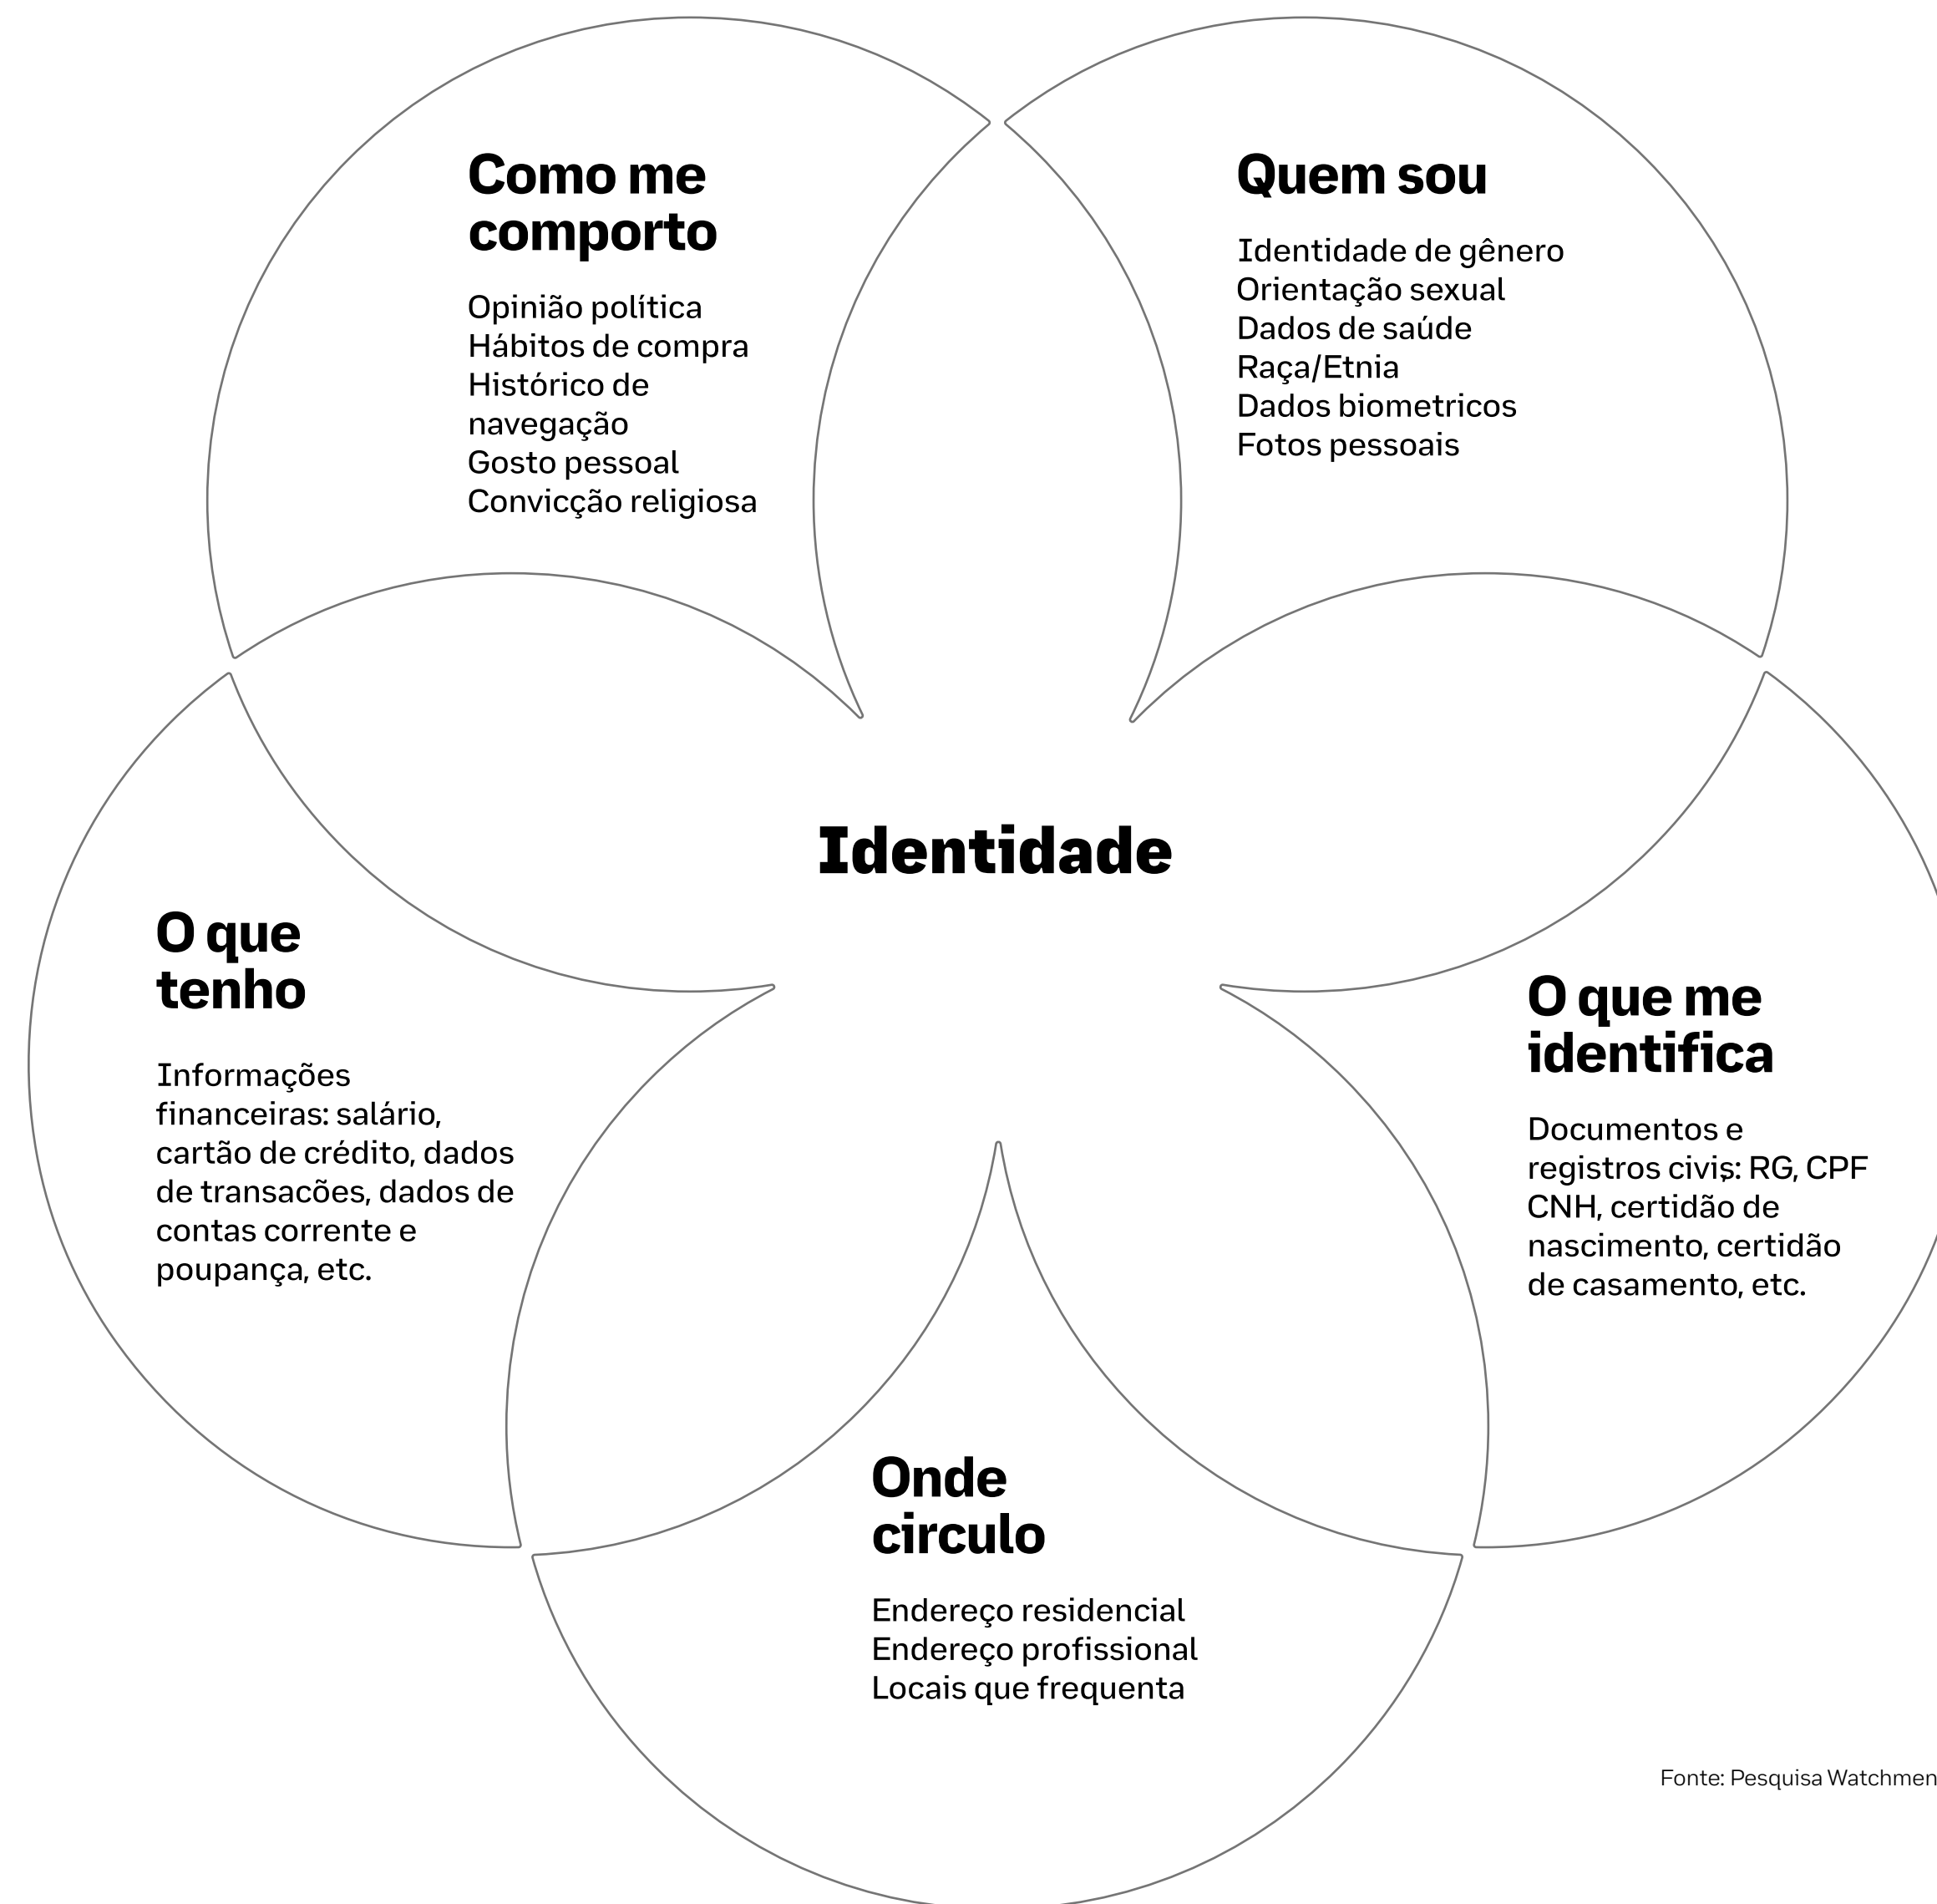 Como me
comporto
Opinião política
Hábitos de compra
Histórico de
navegação
Gosto pessoal
Convicção religiosa
Quem sou
Identidade de gênero
Orientação sexual
Dados de saúde
Raça/Etnia
Dados biometricos
Fotos pessoais
Identidade
O que
tenho
Informações
financeiras: salário,
cartão de crédito, dados
de transacões, dados de
contas corrente e
poupança, etc.
O que me
identifica
Documentos e
registros civis: RG, CPF
CNH, certidão de
nascimento, certidão
de casamento, etc.
Onde
circulo
Endereço residencial
Endereço profissional
Locais que frequenta
Fonte: Pesquisa Watchmen